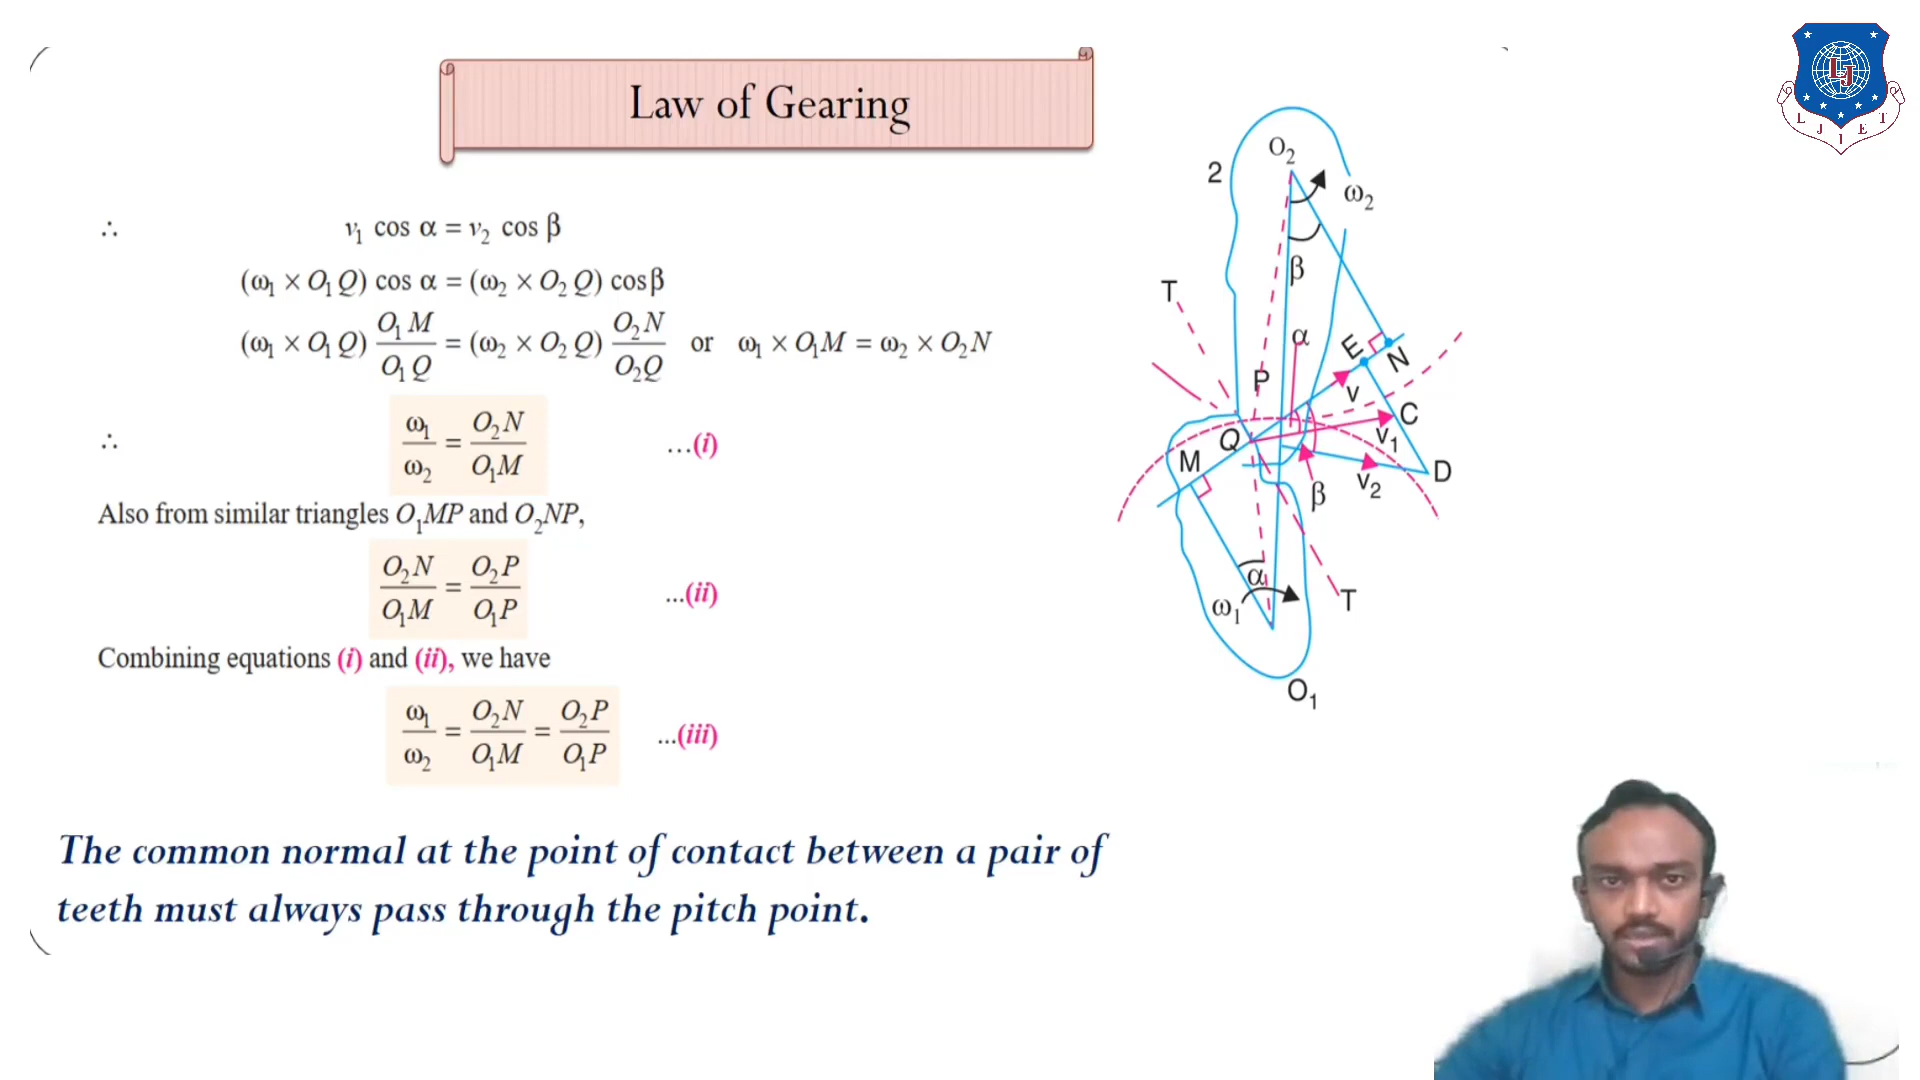 Law of Gearing
∴ v₁ cos α = v₂ cos β
(ω₁ × O₁Q) cos α = (ω₂ × O₂Q) cos β
(ω₁ × O₁Q) O₁M / O₁Q = (ω₂ × O₂Q) O₂N / O₂Q or ω₁ × O₁M = ω₂ × O₂N
∴ ω₁ / ω₂ = O₂N / O₁M ...(i)
Also from similar triangles O₁MP and O₂NP,
O₂N / O₁M = O₂P / O₁P ...(ii)
Combining equations (i) and (ii), we have
ω₁ / ω₂ = O₂N / O₁M = O₂P / O₁P ...(iii)
The common normal at the point of contact between a pair of
teeth must always pass through the pitch point.
O₂
2
ω₂
β
T
α
E
N
P
v
C
Q
v₁
M
D
v₂
β
α
T
ω₁
O₁
LJ
L J I E T